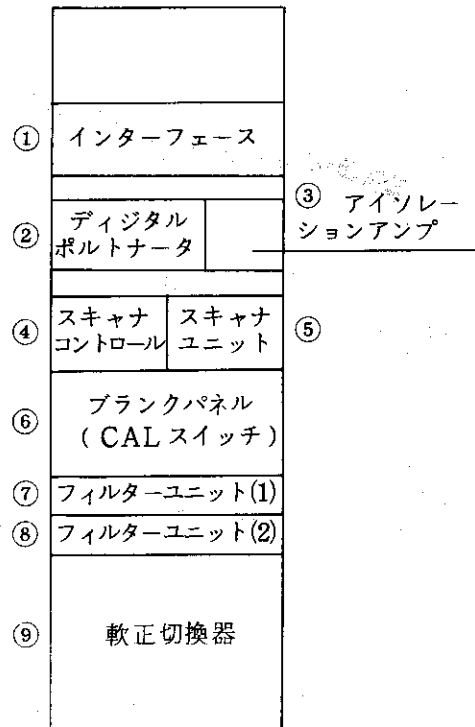 ① インターフェース
③ アイソレー
ションアンプ
② ディジタル
ポルトナータ
④ スキャナ
コントロール
スキャナ
ユニット ⑤
⑥ ブランクパネル
(CALスイッチ)
⑦ フィルターユニット(1)
⑧ フィルターユニット(2)
⑨ 軟正切換器